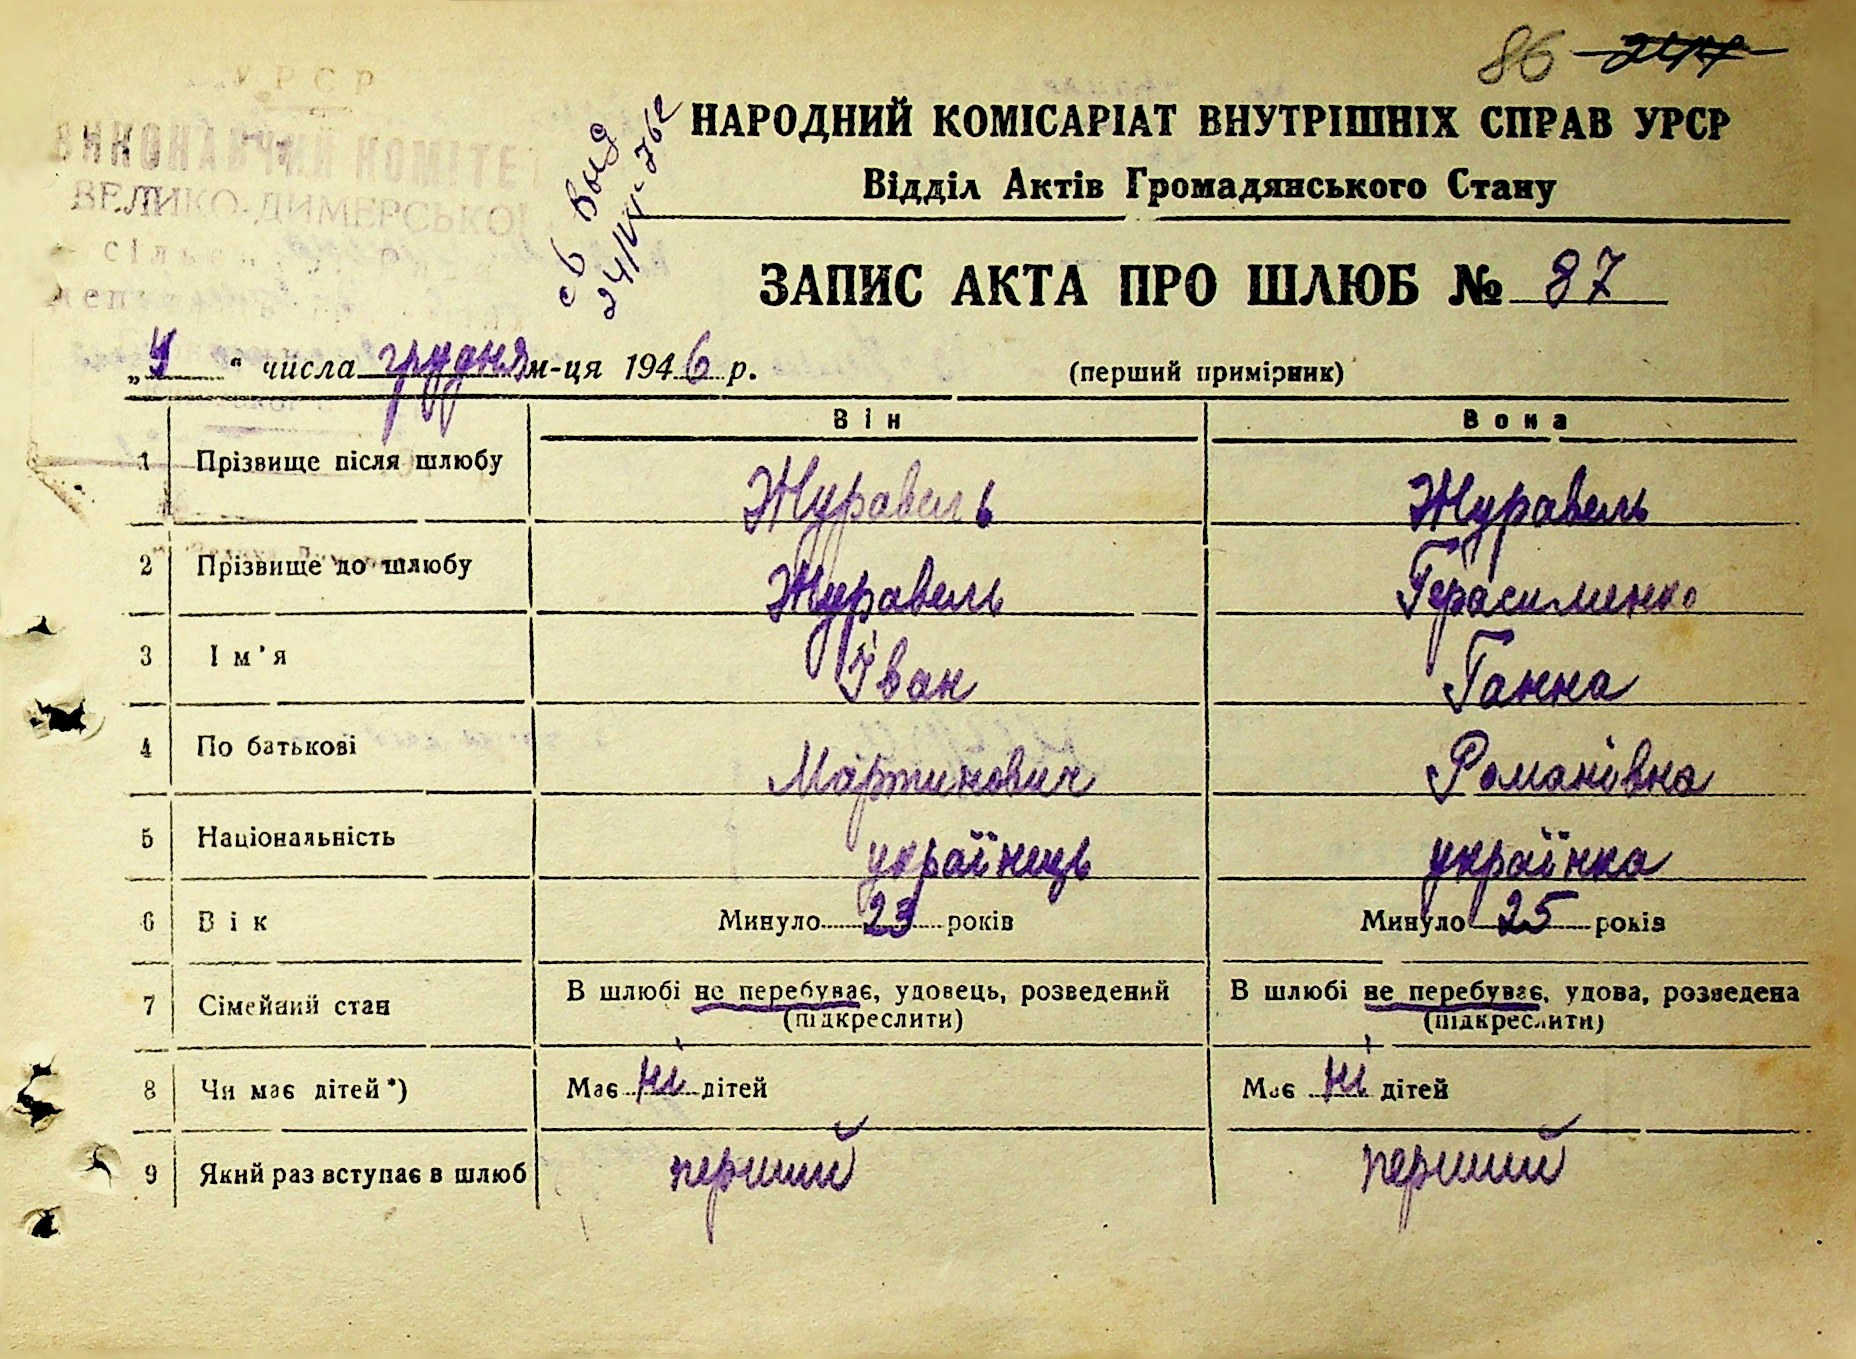 86
УРСР
ВИКОНАВЧИЙ КОМІТЕ
ВЕЛИКО-ДИМЕРСЬКОЇ
НАРОДНИЙ КОМІСАРІАТ ВНУТРІШНІХ СПРАВ УРСР
Відділ Актів Громадянського Стану
ЗАПИС АКТА ПРО ШЛЮБ № 87
„4“ числа грудня м-ця 1946 р. (перший примірник)
Він Вона
1 Прізвище після шлюбу Журавель Журавель
2 Прізвище до шлюбу Журавель Герасименко
3 Ім'я Іван Ганна
4 По батькові Мартинович Романівна
5 Національність українець українка
6 Вік Минуло 23 років Минуло 25 років
7 Сімейний стан В шлюбі не перебуває, удовець, розведений В шлюбі не перебуває, удова, розведена
(підкреслити) (підкреслити)
8 Чи має дітей*) Має ні дітей Має ні дітей
9 Який раз вступає в шлюб перший перший